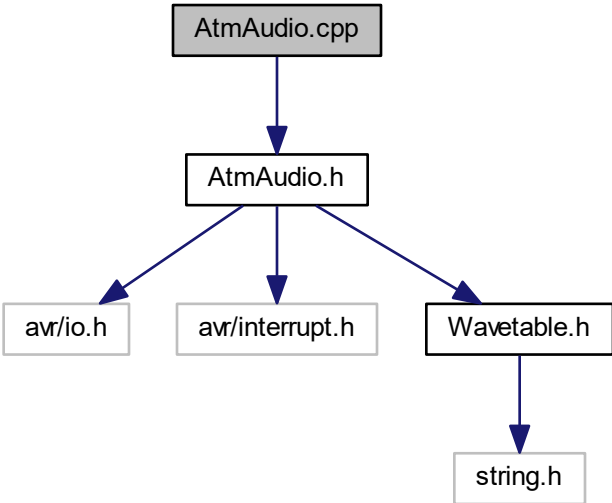 AtmAudio.cpp
AtmAudio.h
avr/io.h
avr/interrupt.h
Wavetable.h
string.h